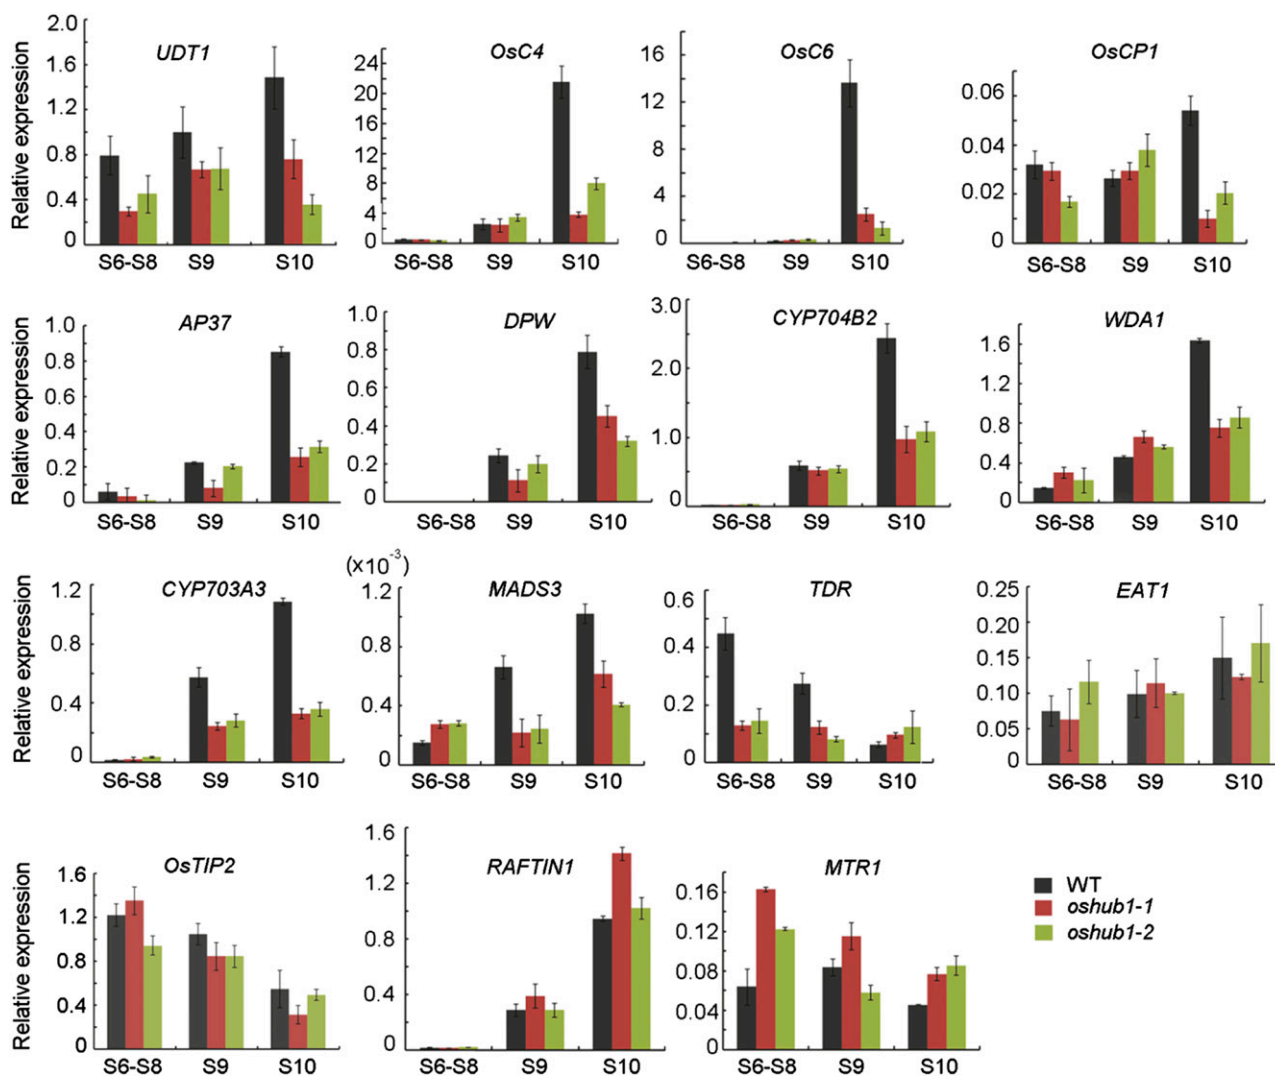 UDT1
Relative expression
2.0
1.6
1.2
0.8
0.4
0
S6-S8 S9 S10
OsC4
24
20
16
12
8
4
0
S6-S8 S9 S10
OsC6
16
12
8
4
0
S6-S8 S9 S10
OsCP1
0.06
0.04
0.02
0
S6-S8 S9 S10
AP37
Relative expression
1.0
0.8
0.6
0.4
0.2
0
S6-S8 S9 S10
DPW
1.0
0.8
0.6
0.4
0.2
0
S6-S8 S9 S10
CYP704B2
3.0
2.0
1.0
0
S6-S8 S9 S10
WDA1
1.6
1.2
0.8
0.4
0
S6-S8 S9 S10
CYP703A3
Relative expression
1.2
0.8
0.4
0
S6-S8 S9 S10
(×10⁻³)
MADS3
1.2
0.8
0.4
0
S6-S8 S9 S10
TDR
0.6
0.4
0.2
0
S6-S8 S9 S10
EAT1
0.25
0.20
0.15
0.10
0.05
0
S6-S8 S9 S10
OsTIP2
Relative expression
1.6
1.2
0.8
0.4
0
S6-S8 S9 S10
RAFTIN1
1.6
1.2
0.8
0.4
0
S6-S8 S9 S10
MTR1
0.16
0.12
0.08
0.04
0
S6-S8 S9 S10
WT
oshub1-1
oshub1-2